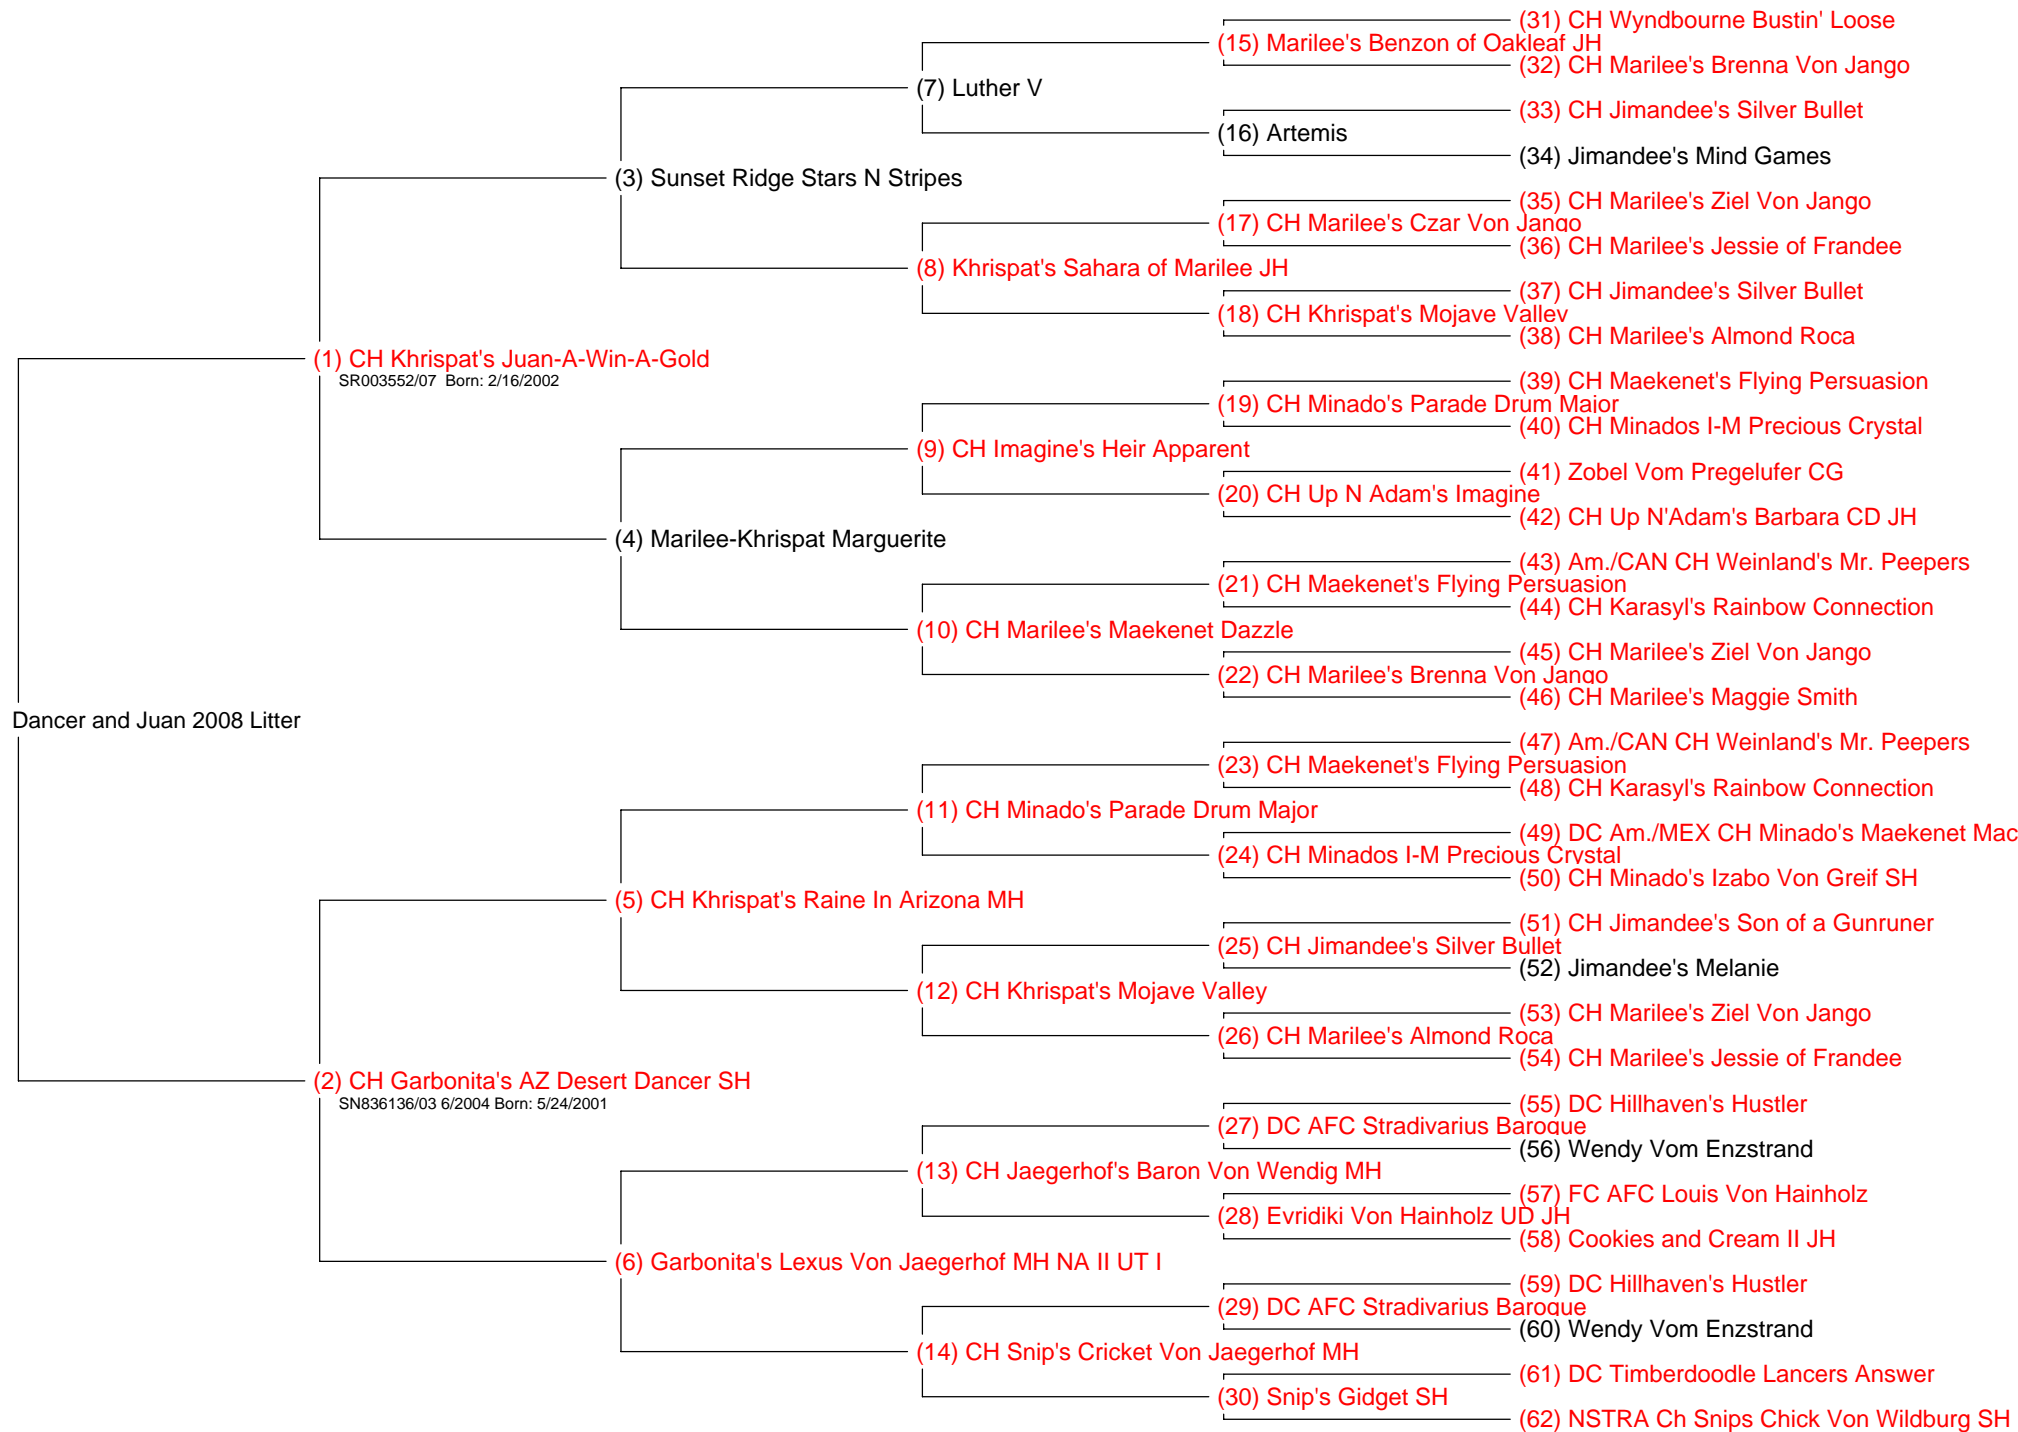 Dancer and Juan 2008 Litter
(1) CH Khrispat's Juan-A-Win-A-Gold
SR003552/07 Born: 2/16/2002
(2) CH Garbonita's AZ Desert Dancer SH
SN836136/03 6/2004 Born: 5/24/2001
(3) Sunset Ridge Stars N Stripes
(4) Marilee-Khrispat Marguerite
(5) CH Khrispat's Raine In Arizona MH
(6) Garbonita's Lexus Von Jaegerhof MH NA II UT I
(7) Luther V
(8) Khrispat's Sahara of Marilee JH
(9) CH Imagine's Heir Apparent
(10) CH Marilee's Maekenet Dazzle
(11) CH Minado's Parade Drum Major
(12) CH Khrispat's Mojave Valley
(13) CH Jaegerhof's Baron Von Wendig MH
(14) CH Snip's Cricket Von Jaegerhof MH
(15) Marilee's Benzon of Oakleaf JH
(16) Artemis
(17) CH Marilee's Czar Von Jango
(18) CH Khrispat's Mojave Valley
(19) CH Minado's Parade Drum Major
(20) CH Up N Adam's Imagine
(21) CH Maekenet's Flying Persuasion
(22) CH Marilee's Brenna Von Jango
(23) CH Maekenet's Flying Persuasion
(24) CH Minados I-M Precious Crystal
(25) CH Jimandee's Silver Bullet
(26) CH Marilee's Almond Roca
(27) DC AFC Stradivarius Baroque
(28) Evridiki Von Hainholz UD JH
(29) DC AFC Stradivarius Baroque
(30) Snip's Gidget SH
(31) CH Wyndbourne Bustin' Loose
(32) CH Marilee's Brenna Von Jango
(33) CH Jimandee's Silver Bullet
(34) Jimandee's Mind Games
(35) CH Marilee's Ziel Von Jango
(36) CH Marilee's Jessie of Frandee
(37) CH Jimandee's Silver Bullet
(38) CH Marilee's Almond Roca
(39) CH Maekenet's Flying Persuasion
(40) CH Minados I-M Precious Crystal
(41) Zobel Vom Pregelufer CG
(42) CH Up N'Adam's Barbara CD JH
(43) Am./CAN CH Weinland's Mr. Peepers
(44) CH Karasyl's Rainbow Connection
(45) CH Marilee's Ziel Von Jango
(46) CH Marilee's Maggie Smith
(47) Am./CAN CH Weinland's Mr. Peepers
(48) CH Karasyl's Rainbow Connection
(49) DC Am./MEX CH Minado's Maekenet Mac
(50) CH Minado's Izabo Von Greif SH
(51) CH Jimandee's Son of a Gunruner
(52) Jimandee's Melanie
(53) CH Marilee's Ziel Von Jango
(54) CH Marilee's Jessie of Frandee
(55) DC Hillhaven's Hustler
(56) Wendy Vom Enzstrand
(57) FC AFC Louis Von Hainholz
(58) Cookies and Cream II JH
(59) DC Hillhaven's Hustler
(60) Wendy Vom Enzstrand
(61) DC Timberdoodle Lancers Answer
(62) NSTRA Ch Snips Chick Von Wildburg SH